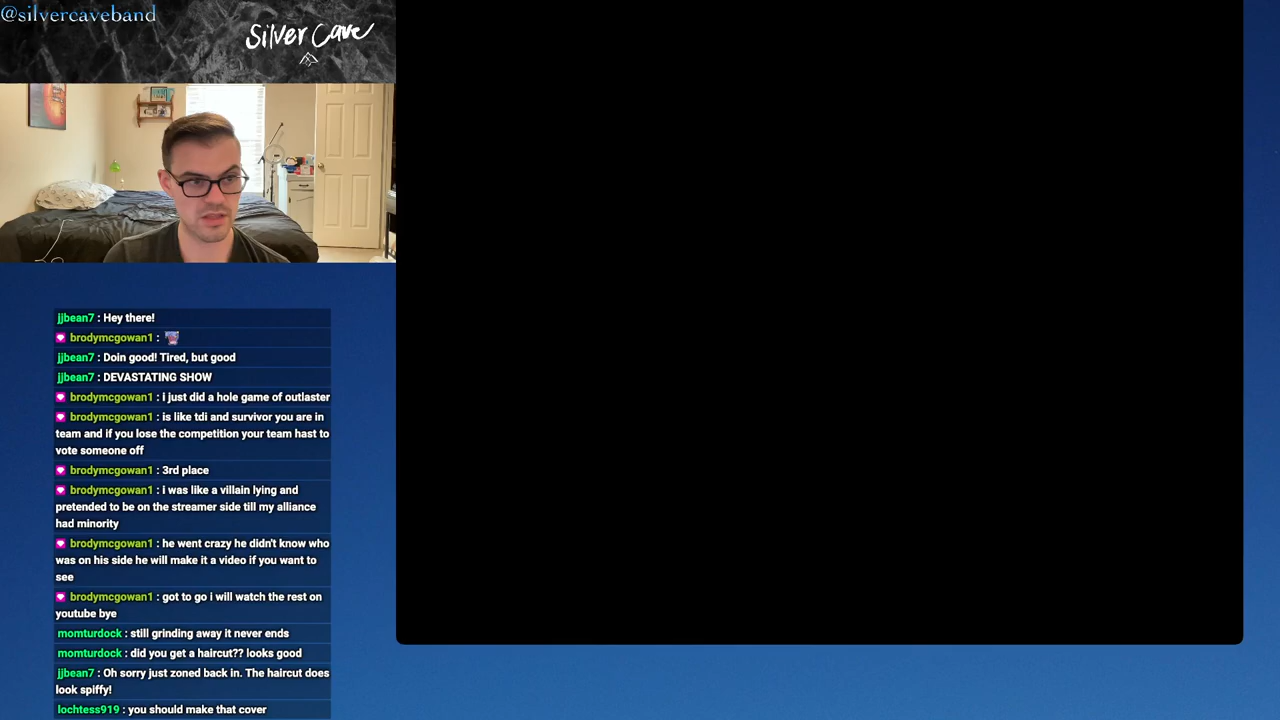 @silvercaveband
Silver Cave
jjbean7 : Hey there!
brodymcgowan1 :
jjbean7 : Doin good! Tired, but good
jjbean7 : DEVASTATING SHOW
brodymcgowan1 : i just did a hole game of outlaster
brodymcgowan1 : is like tdi and survivor you are in
team and if you lose the competition your team hast to
vote someone off
brodymcgowan1 : 3rd place
brodymcgowan1 : i was like a villain lying and
pretended to be on the streamer side till my alliance
had minority
brodymcgowan1 : he went crazy he didn't know who
was on his side he will make it a video if you want to
see
brodymcgowan1 : got to go i will watch the rest on
youtube bye
momturdock : still grinding away it never ends
momturdock : did you get a haircut?? looks good
jjbean7 : Oh sorry just zoned back in. The haircut does
look spiffy!
lochtess919 : you should make that cover